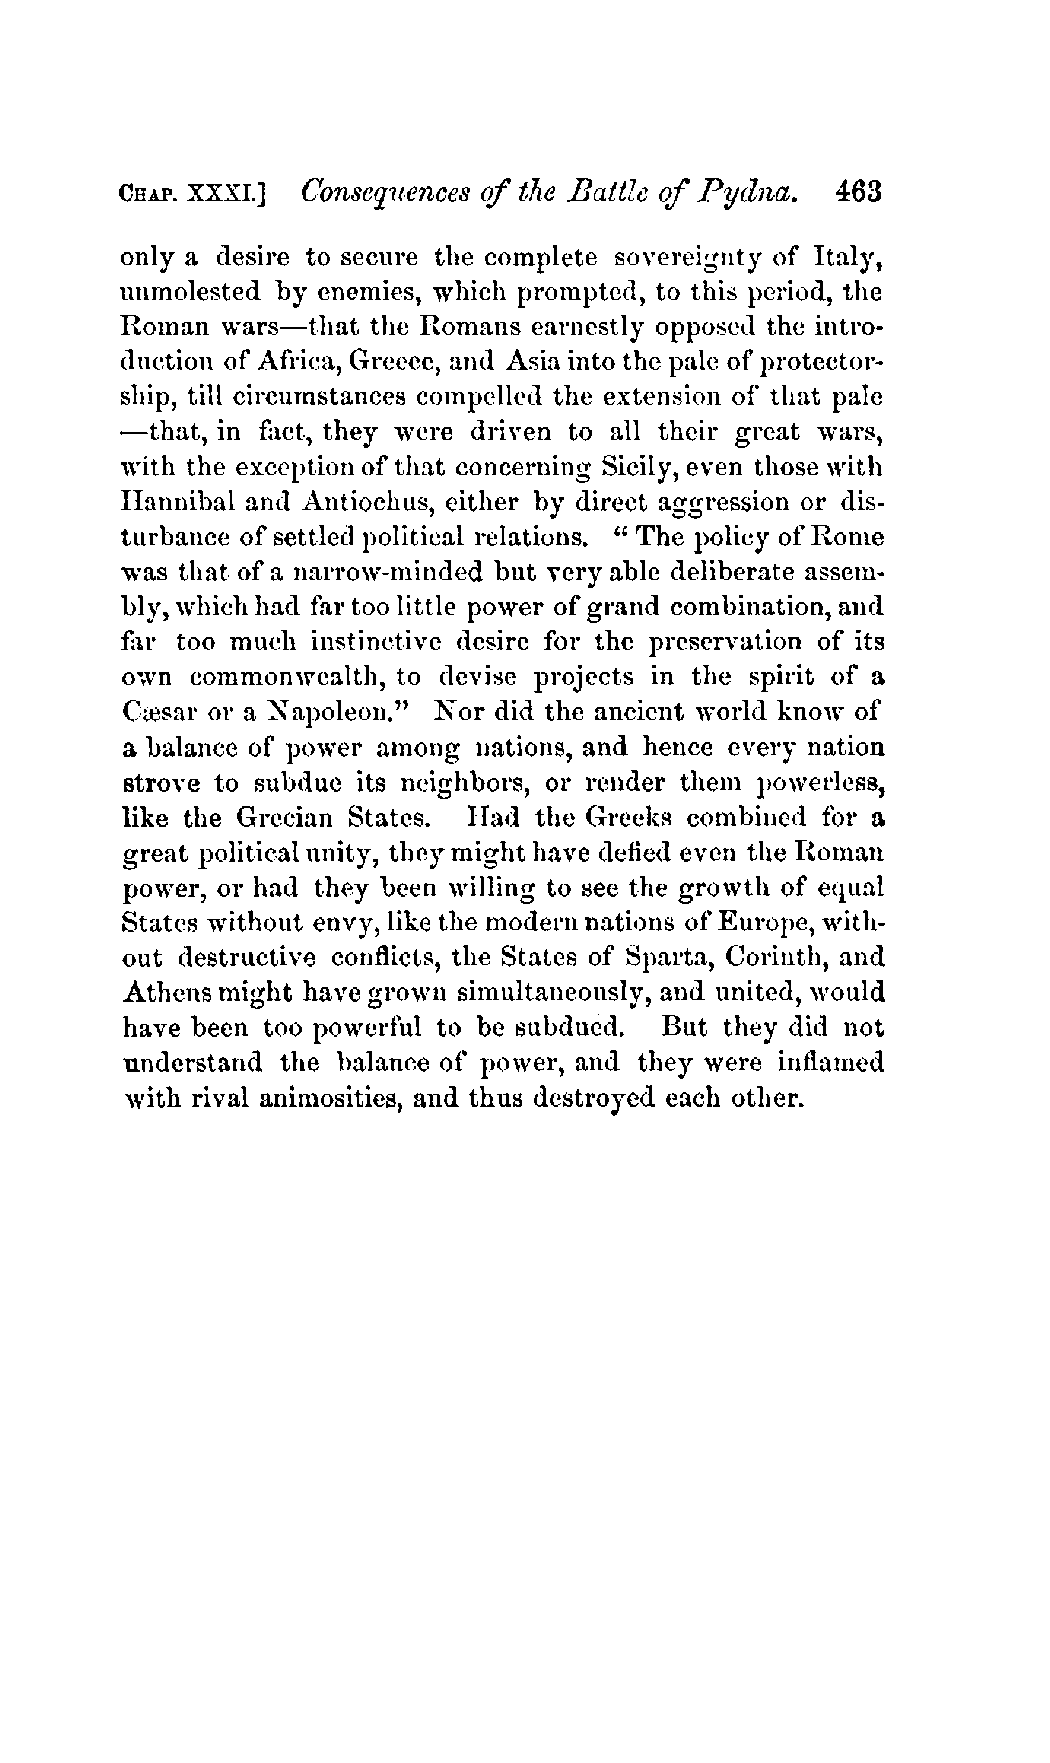 CHAP. XXXI.] Consequences of the Battle of Pydna. 463
only a desire to secure the complete sovereignty of Italy,
unmolested by enemies, which prompted, to this period, the
Roman wars—that the Romans earnestly opposed the intro-
duction of Africa, Greece, and Asia into the pale of protector-
ship, till circumstances compelled the extension of that pale
—that, in fact, they were driven to all their great wars,
with the exception of that concerning Sicily, even those with
Hannibal and Antiochus, either by direct aggression or dis-
turbance of settled political relations. "The policy of Rome
was that of a narrow-minded but very able deliberate assem-
bly, which had far too little power of grand combination, and
far too much instinctive desire for the preservation of its
own commonwealth, to devise projects in the spirit of a
Cæsar or a Napoleon." Nor did the ancient world know of
a balance of power among nations, and hence every nation
strove to subdue its neighbors, or render them powerless,
like the Grecian States. Had the Greeks combined for a
great political unity, they might have defied even the Roman
power, or had they been willing to see the growth of equal
States without envy, like the modern nations of Europe, with-
out destructive conflicts, the States of Sparta, Corinth, and
Athens might have grown simultaneously, and united, would
have been too powerful to be subdued. But they did not
understand the balance of power, and they were inflamed
with rival animosities, and thus destroyed each other.